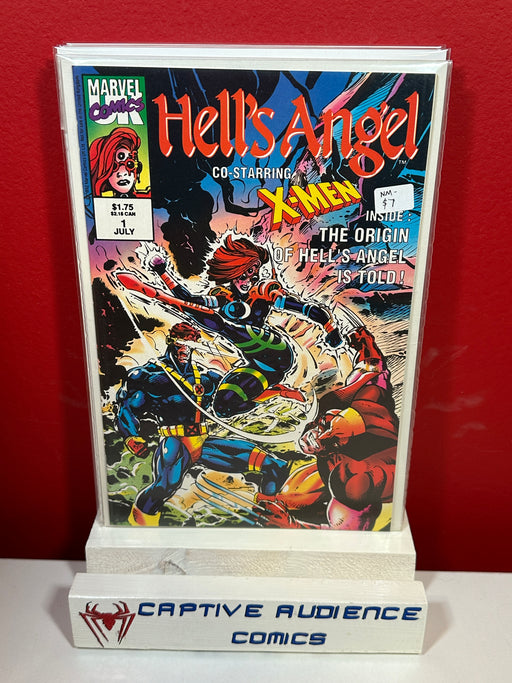 MARVEL
COMICS
UK
Hell's Angel
TM
CO-STARRING
X-MEN
NM-
$7
$1.75
$2.15 CAN
1
JULY
INSIDE:
THE ORIGIN
OF HELL'S ANGEL
IS TOLD!
CAPTIVE AUDIENCE
COMICS